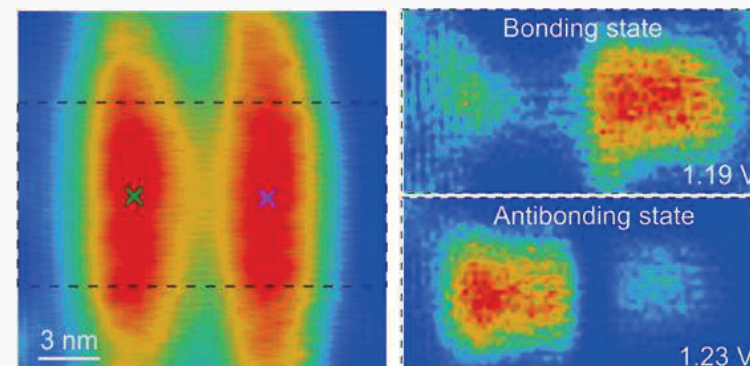 3 nm
Bonding state
1.19 V
Antibonding state
1.23 V